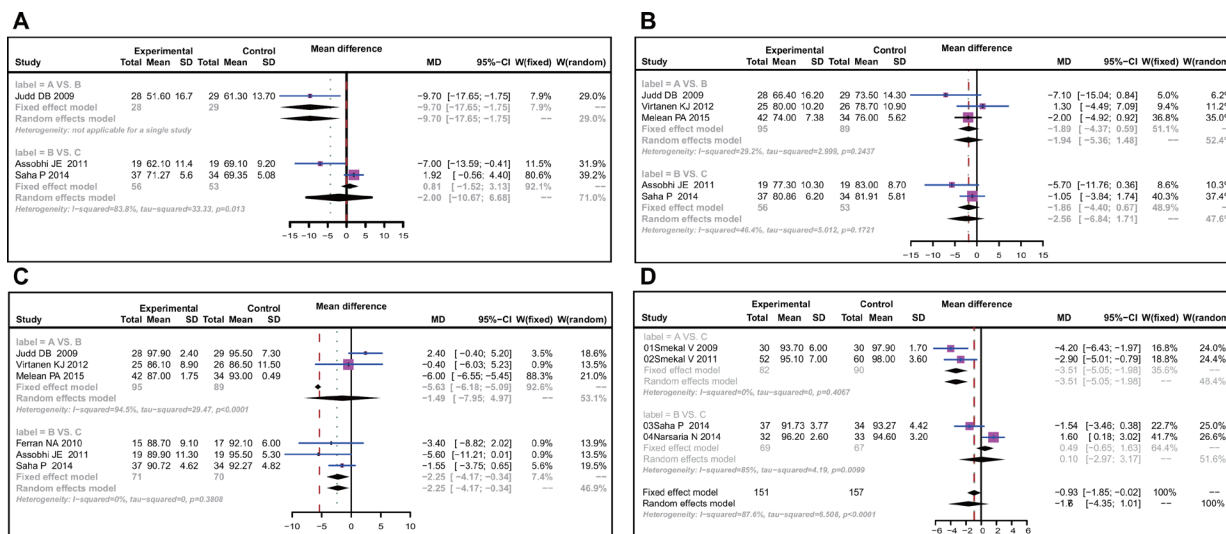 A
Experimental Control Mean difference
Study Total Mean SD Total Mean SD MD 95%−CI W(fixed) W(random)
label = A VS. B
Judd DB 2009 28 51.60 16.7 29 61.30 13.70 −9.70 [−17.65; −1.75] 7.9% 29.0%
Fixed effect model 28 29 −9.70 [−17.65; −1.75] 7.9% −−
Random effects model −9.70 [−17.65; −1.75] −− 29.0%
Heterogeneity: not applicable for a single study
label = B VS. C
Assobhi JE 2011 19 62.10 11.4 19 69.10 9.20 −7.00 [−13.59; −0.41] 11.5% 31.9%
Saha P 2014 37 71.27 5.6 34 69.35 5.08 1.92 [−0.56; 4.40] 80.6% 39.2%
Fixed effect model 56 53 0.81 [−1.52; 3.13] 92.1% −−
Random effects model −2.00 [−10.67; 6.68] −− 71.0%
Heterogeneity: I−squared=83.8%, tau−squared=33.33, p=0.013
−15 −10 −5 0 5 10 15
B
Experimental Control Mean difference
Study Total Mean SD Total Mean SD MD 95%−CI W(fixed) W(random)
label = A VS. B
Judd DB 2009 28 66.40 16.20 29 73.50 14.30 −7.10 [−15.04; 0.84] 5.1% 6.2%
Virtanen KJ 2012 25 80.00 10.20 26 78.70 10.90 1.30 [−4.49; 7.09] 9.4% 11.2%
Melean PA 2015 42 74.00 7.38 34 76.00 5.62 −2.00 [−4.92; 0.92] 36.8% 35.0%
Fixed effect model 95 89 −1.89 [−4.37; 0.59] 51.1% −−
Random effects model −1.94 [−5.36; 1.48] −− 52.4%
Heterogeneity: I−squared=29.2%, tau−squared=2.999, p=0.2437
label = B VS. C
Assobhi JE 2011 19 77.30 10.30 19 83.00 8.70 −5.70 [−11.76; 0.36] 8.6% 10.3%
Saha P 2014 37 80.86 6.20 34 81.91 5.81 −1.05 [−3.84; 1.74] 40.3% 37.4%
Fixed effect model 56 53 −1.86 [−4.40; 0.67] 48.9% −−
Random effects model −2.56 [−6.84; 1.71] −− 47.6%
Heterogeneity: I−squared=46.4%, tau−squared=5.012, p=0.1721
−15 −10 −5 0 5 10 15
C
Experimental Control Mean difference
Study Total Mean SD Total Mean SD MD 95%−CI W(fixed) W(random)
label = A VS. B
Judd DB 2009 28 97.90 2.40 29 95.50 7.30 2.40 [−0.40; 5.20] 3.5% 18.6%
Virtanen KJ 2012 25 86.10 8.90 26 86.50 11.50 −0.40 [−6.03; 5.23] 0.9% 13.5%
Melean PA 2015 42 87.00 1.75 34 93.00 0.49 −6.00 [−6.55; −5.45] 88.3% 21.0%
Fixed effect model 95 89 −5.63 [−6.18; −5.09] 92.6% −−
Random effects model −1.49 [−7.95; 4.97] −− 53.1%
Heterogeneity: I−squared=94.5%, tau−squared=29.47, p<0.0001
label = B VS. C
Ferran NA 2010 15 88.70 9.10 17 92.10 6.00 −3.40 [−8.82; 2.02] 0.9% 13.9%
Assobhi JE 2011 19 89.90 11.30 19 95.50 5.30 −5.60 [−11.21; 0.01] 0.9% 13.5%
Saha P 2014 37 90.72 4.62 34 92.27 4.82 −1.55 [−3.75; 0.65] 5.6% 19.5%
Fixed effect model 71 70 −2.25 [−4.17; −0.34] 7.4% −−
Random effects model −2.25 [−4.17; −0.34] −− 46.9%
Heterogeneity: I−squared=0%, tau−squared=0, p=0.3808
−10 −5 0 5 10
D
Experimental Control Mean difference
Study Total Mean SD Total Mean SD MD 95%−CI W(fixed) W(random)
label = A VS. C
01Smekal V 2009 30 93.70 6.00 30 97.90 1.70 −4.20 [−6.43; −1.97] 16.8% 24.0%
02Smekal V 2011 52 95.10 7.00 60 98.00 3.60 −2.90 [−5.01; −0.79] 18.8% 24.4%
Fixed effect model 82 90 −3.51 [−5.05; −1.98] 35.6% −−
Random effects model −3.51 [−5.05; −1.98] −− 48.4%
Heterogeneity: I−squared=0%, tau−squared=0, p=0.4067
label = B VS. C
03Saha P 2014 37 91.73 3.77 34 93.27 4.42 −1.54 [−3.46; 0.38] 22.7% 25.0%
04Narsaria N 2014 32 96.20 2.60 33 94.60 3.20 1.60 [0.18; 3.02] 41.7% 26.6%
Fixed effect model 69 67 0.49 [−0.65; 1.63] 64.4% −−
Random effects model 0.10 [−2.97; 3.17] −− 51.6%
Heterogeneity: I−squared=85%, tau−squared=4.19, p=0.0099
Fixed effect model 151 157 −0.93 [−1.85; −0.02] 100% −−
Random effects model [−4.35; 1.01] −− 100%
Heterogeneity: I−squared=87.6%, tau−squared=6.508, p<0.0001
−6 −4 −2 0 2 4 6